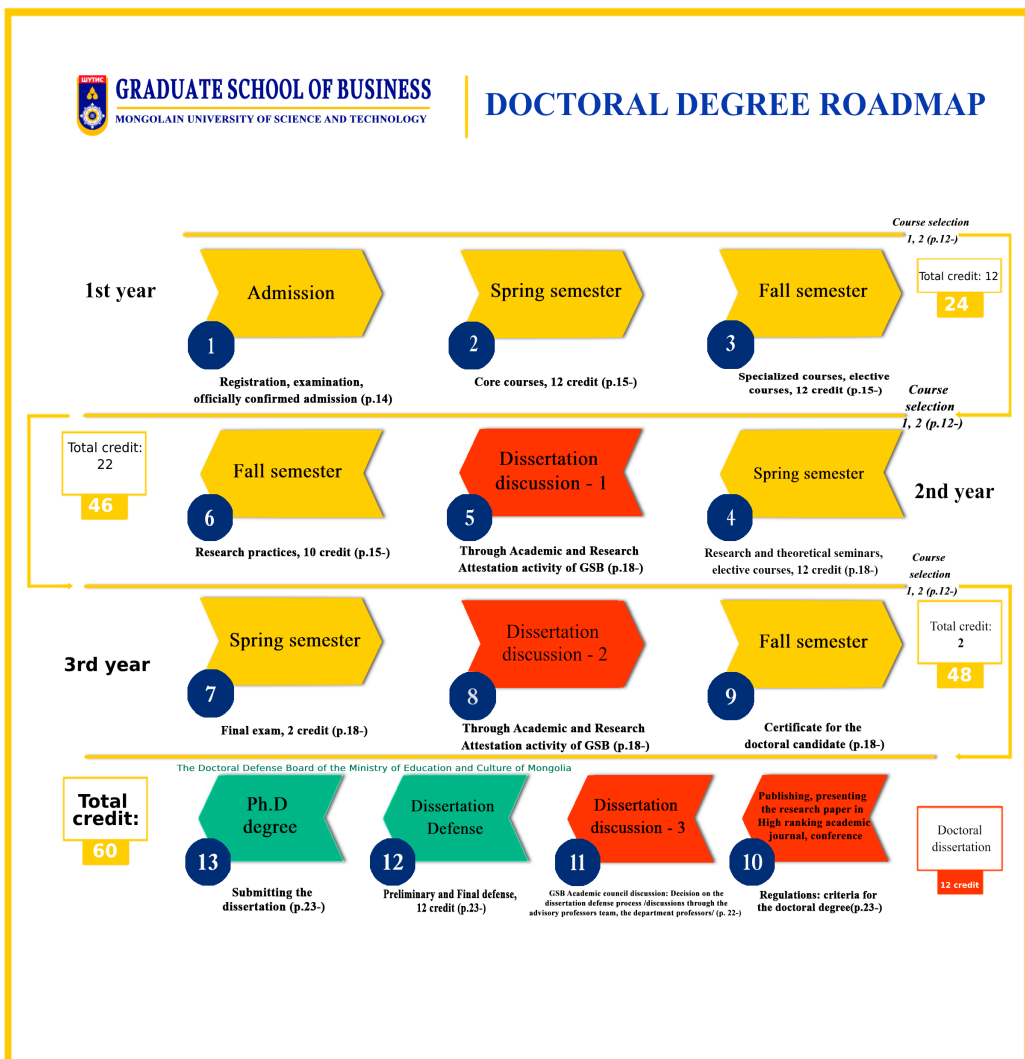 ШУТИС
GRADUATE SCHOOL OF BUSINESS
MONGOLAIN UNIVERSITY OF SCIENCE AND TECHNOLOGY
DOCTORAL DEGREE ROADMAP
Course selection
1, 2 (p.12-)
1st year
Admission
1
Registration, examination,
officially confirmed admission (p.14)
Spring semester
2
Core courses, 12 credit (p.15-)
Fall semester
3
Specialized courses, elective
courses, 12 credit (p.15-)
Total credit: 12
24
Course
selection
1, 2 (p.12-)
2nd year
Spring semester
4
Research and theoretical seminars,
elective courses, 12 credit (p.18-)
Dissertation
discussion - 1
5
Through Academic and Research
Attestation activity of GSB (p.18-)
Fall semester
6
Research practices, 10 credit (p.15-)
Total credit:
22
46
Course
selection
1, 2 (p.12-)
3rd year
Spring semester
7
Final exam, 2 credit (p.18-)
Dissertation
discussion - 2
8
Through Academic and Research
Attestation activity of GSB (p.18-)
Fall semester
9
Certificate for the
doctoral candidate (p.18-)
Total credit:
2
48
Doctoral
dissertation
12 credit
Publishing, presenting
the research paper in
High ranking academic
journal, conference
10
Regulations: criteria for
the doctoral degree(p.23-)
Dissertation
discussion - 3
11
GSB Academic council discussion: Decision on the
dissertation defense process /discussions through the
advisory professors team, the department professors/ (p. 22-)
The Doctoral Defense Board of the Ministry of Education and Culture of Mongolia
Dissertation
Defense
12
Preliminary and Final defense,
12 credit (p.23-)
Ph.D
degree
13
Submitting the
dissertation (p.23-)
Total
credit:
60